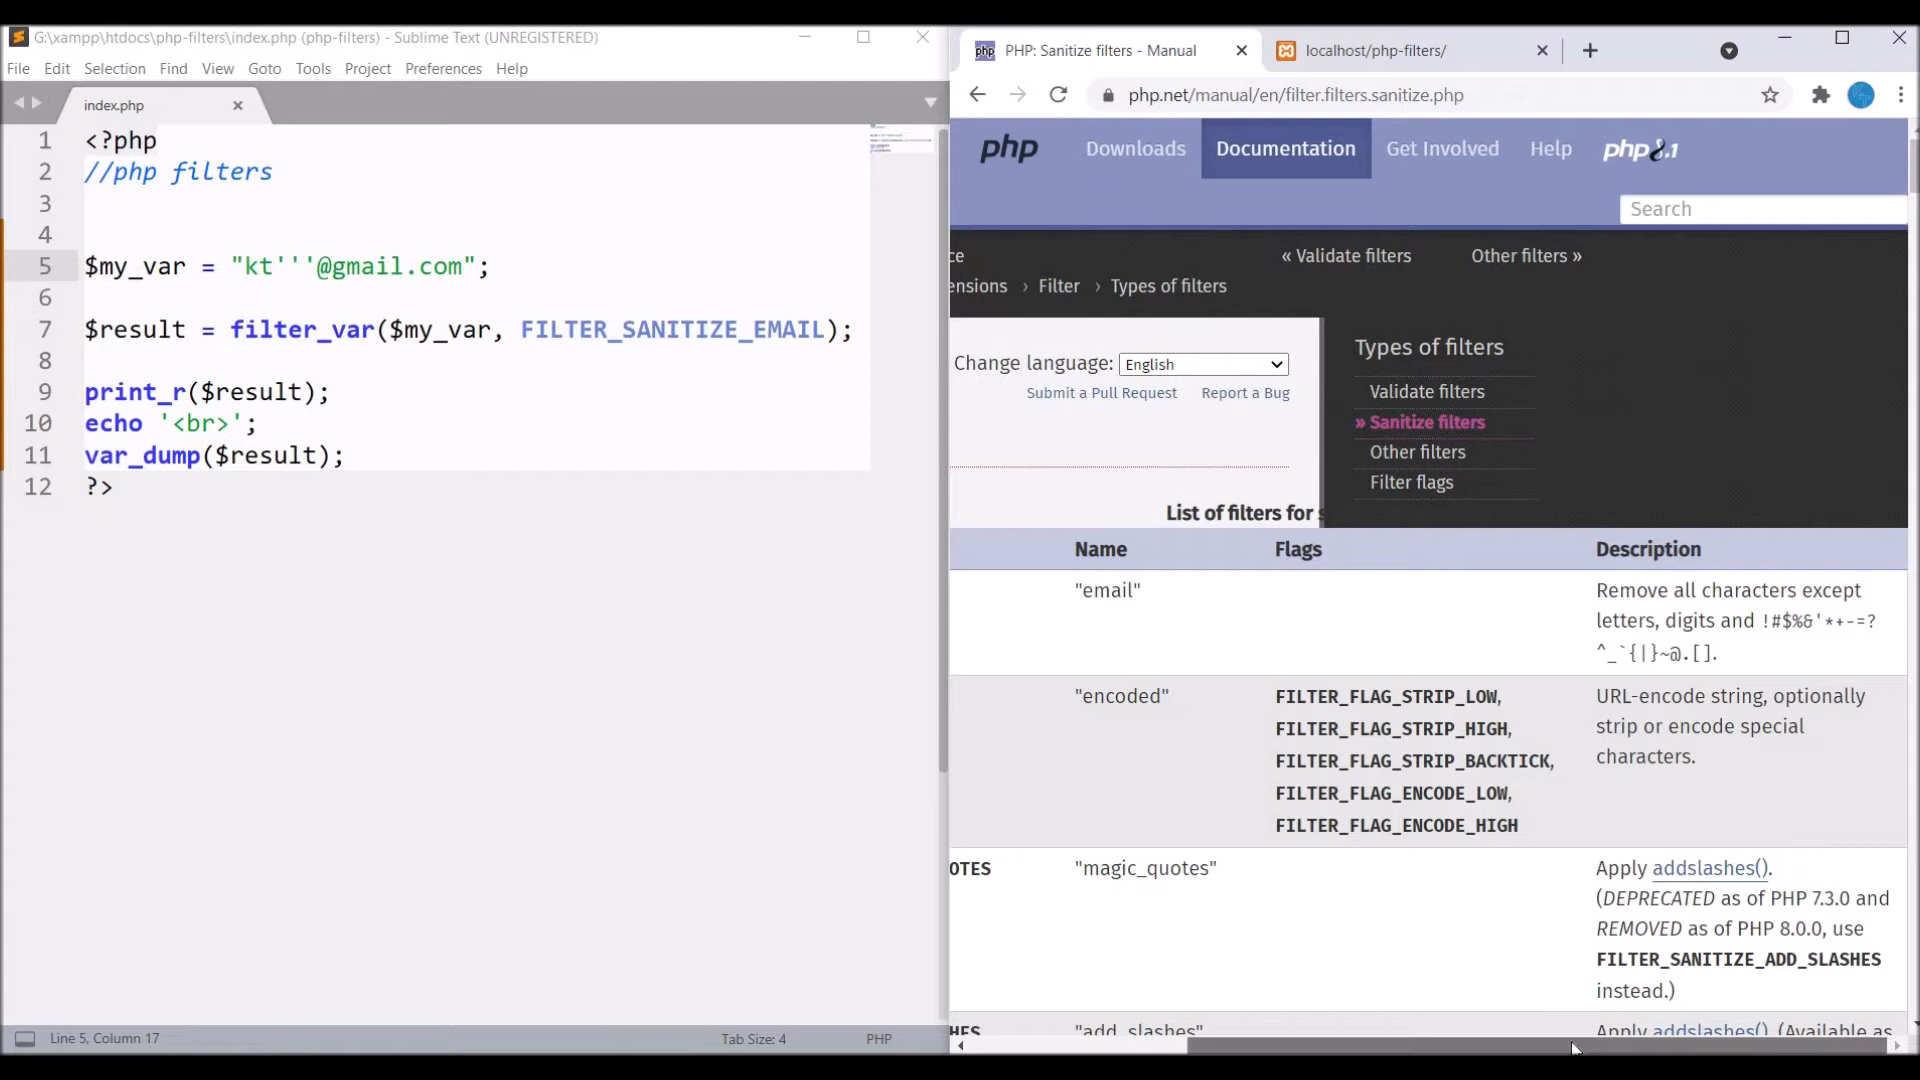 G:\xampp\htdocs\php-filters\index.php (php-filters) - Sublime Text (UNREGISTERED)
File Edit Selection Find View Goto Tools Project Preferences Help
index.php
1 <?php
2 //php filters
3
4
5 $my_var = "kt'''@gmail.com";
6
7 $result = filter_var($my_var, FILTER_SANITIZE_EMAIL);
8
9 print_r($result);
10 echo '<br>';
11 var_dump($result);
12 ?>
Line 5, Column 17
Tab Size: 4
PHP
php PHP: Sanitize filters - Manual
localhost/php-filters/
php.net/manual/en/filter.filters.sanitize.php
php Downloads Documentation Get Involved Help php8.1
Search
ce « Validate filters Other filters »
ensions › Filter › Types of filters
Change language: English
Submit a Pull Request Report a Bug
Types of filters
Validate filters
» Sanitize filters
Other filters
Filter flags
List of filters for s
Name Flags Description
"email"
Remove all characters except
letters, digits and !#$%&'*+-=?
^_`{|}~@.[].
"encoded"
FILTER_FLAG_STRIP_LOW,
FILTER_FLAG_STRIP_HIGH,
FILTER_FLAG_STRIP_BACKTICK,
FILTER_FLAG_ENCODE_LOW,
FILTER_FLAG_ENCODE_HIGH
URL-encode string, optionally
strip or encode special
characters.
OTES "magic_quotes"
Apply addslashes().
(DEPRECATED as of PHP 7.3.0 and
REMOVED as of PHP 8.0.0, use
FILTER_SANITIZE_ADD_SLASHES
instead.)
HES "add_slashes" Apply addslashes(). (Available as